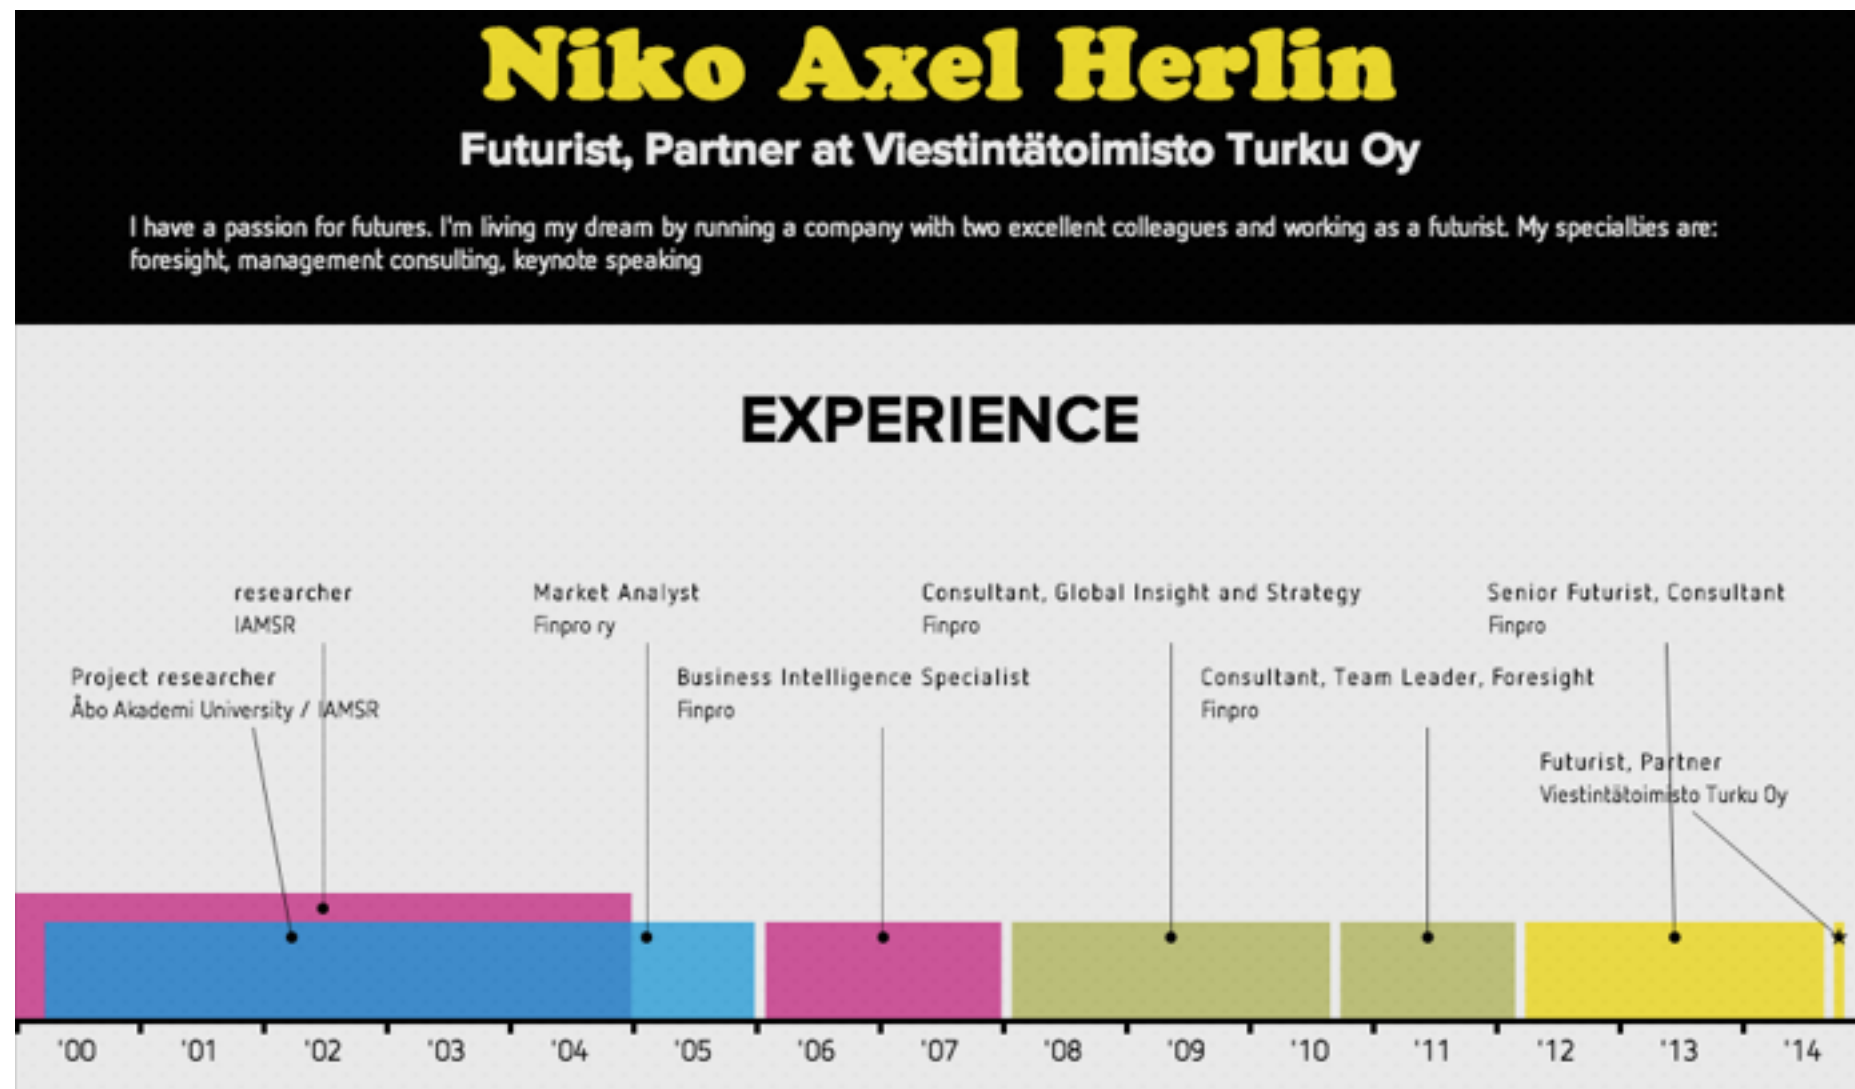 Niko Axel Herlin
Futurist, Partner at Viestintätoimisto Turku Oy
I have a passion for futures. I'm living my dream by running a company with two excellent colleagues and working as a futurist. My specialties are:
foresight, management consulting, keynote speaking
EXPERIENCE
researcher
IAMSR
Market Analyst
Finpro ry
Consultant, Global Insight and Strategy
Finpro
Senior Futurist, Consultant
Finpro
Project researcher
Åbo Akademi University / IAMSR
Business Intelligence Specialist
Finpro
Consultant, Team Leader, Foresight
Finpro
Futurist, Partner
Viestintätoimisto Turku Oy
'00 '01 '02 '03 '04 '05 '06 '07 '08 '09 '10 '11 '12 '13 '14